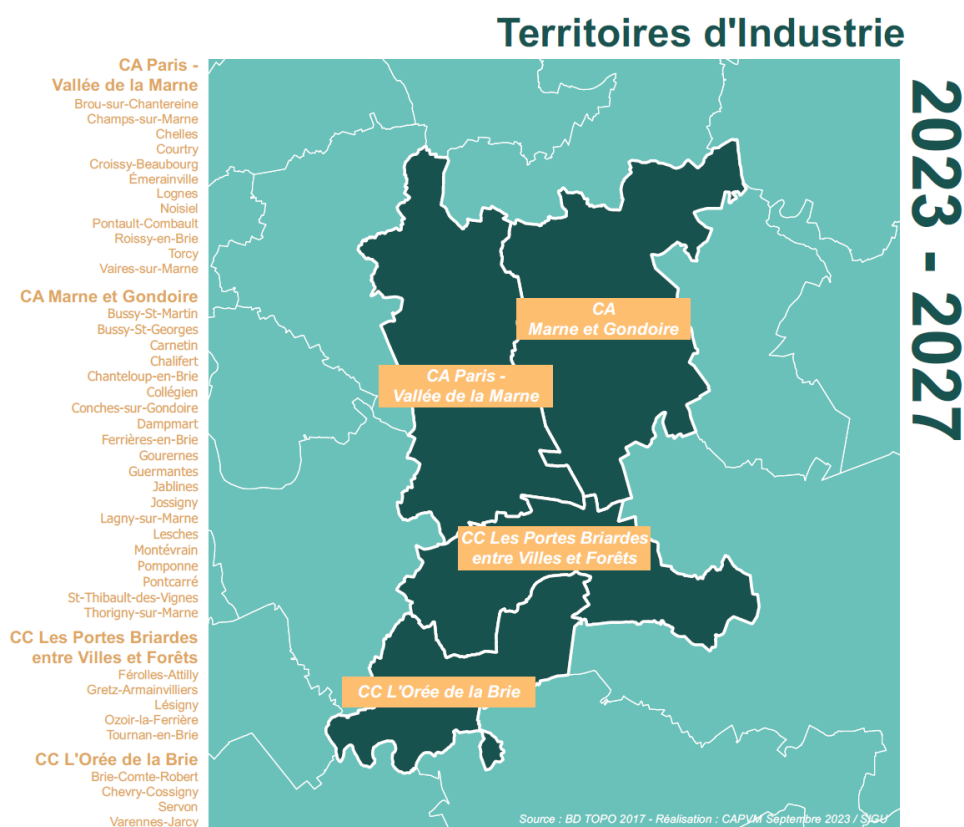 Territoires d'Industrie
2023 - 2027
CA Paris -
Vallée de la Marne
Brou-sur-Chantereine
Champs-sur-Marne
Chelles
Courtry
Croissy-Beaubourg
Émerainville
Lognes
Noisiel
Pontault-Combault
Roissy-en-Brie
Torcy
Vaires-sur-Marne
CA Marne et Gondoire
Bussy-St-Martin
Bussy-St-Georges
Carnetin
Chalifert
Chanteloup-en-Brie
Collégien
Conches-sur-Gondoire
Dampmart
Ferrières-en-Brie
Gouvernes
Guermantes
Jablines
Jossigny
Lagny-sur-Marne
Lesches
Montévrain
Pomponne
Pontcarré
St-Thibault-des-Vignes
Thorigny-sur-Marne
CC Les Portes Briardes
entre Villes et Forêts
Férolles-Attilly
Gretz-Armainvilliers
Lésigny
Ozoir-la-Ferrière
Tournan-en-Brie
CC L'Orée de la Brie
Brie-Comte-Robert
Chevry-Cossigny
Servon
Varennes-Jarcy
CA
Marne et Gondoire
CA Paris -
Vallée de la Marne
CC Les Portes Briardes
entre Villes et Forêts
CC L'Orée de la Brie
Source : BD TOPO 2017 - Réalisation : CAPVM Septembre 2023 / SIGU